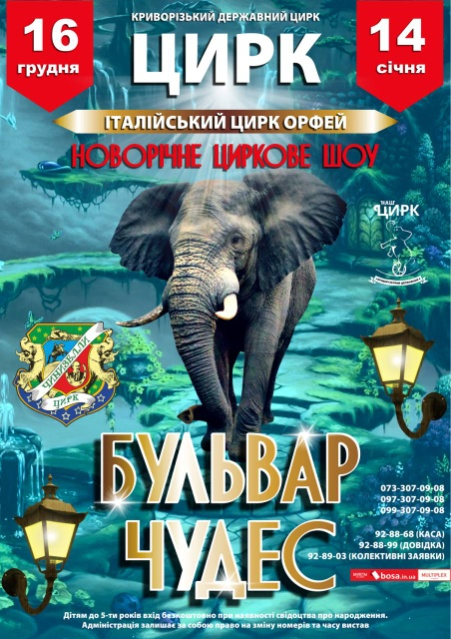 КРИВОРІЗЬКИЙ ДЕРЖАВНИЙ ЦИРК
16
грудня
14
січня
ЦИРК
ІТАЛІЙСЬКИЙ ЦИРК ОРФЕЙ
НОВОРІЧНЕ ЦИРКОВЕ ШОУ
НАШ
ЦИРК
ЧИНИЗЕЛЛИ
ЦИРК
БУЛЬВАР
ЧУДЕС
073-307-09-08
097-307-09-08
099-307-09-08
92-88-68 (КАСА)
92-88-99 (ДОВІДКА)
92-89-03 (КОЛЕКТИВНІ ЗАЯВКИ)
bosa.in.ua
MULTIPLEX
Дітям до 5-ти років вхід безкоштовно при наявності свідоцтва про народження.
Адміністрація залишає за собою право на зміну номерів та часу вистав